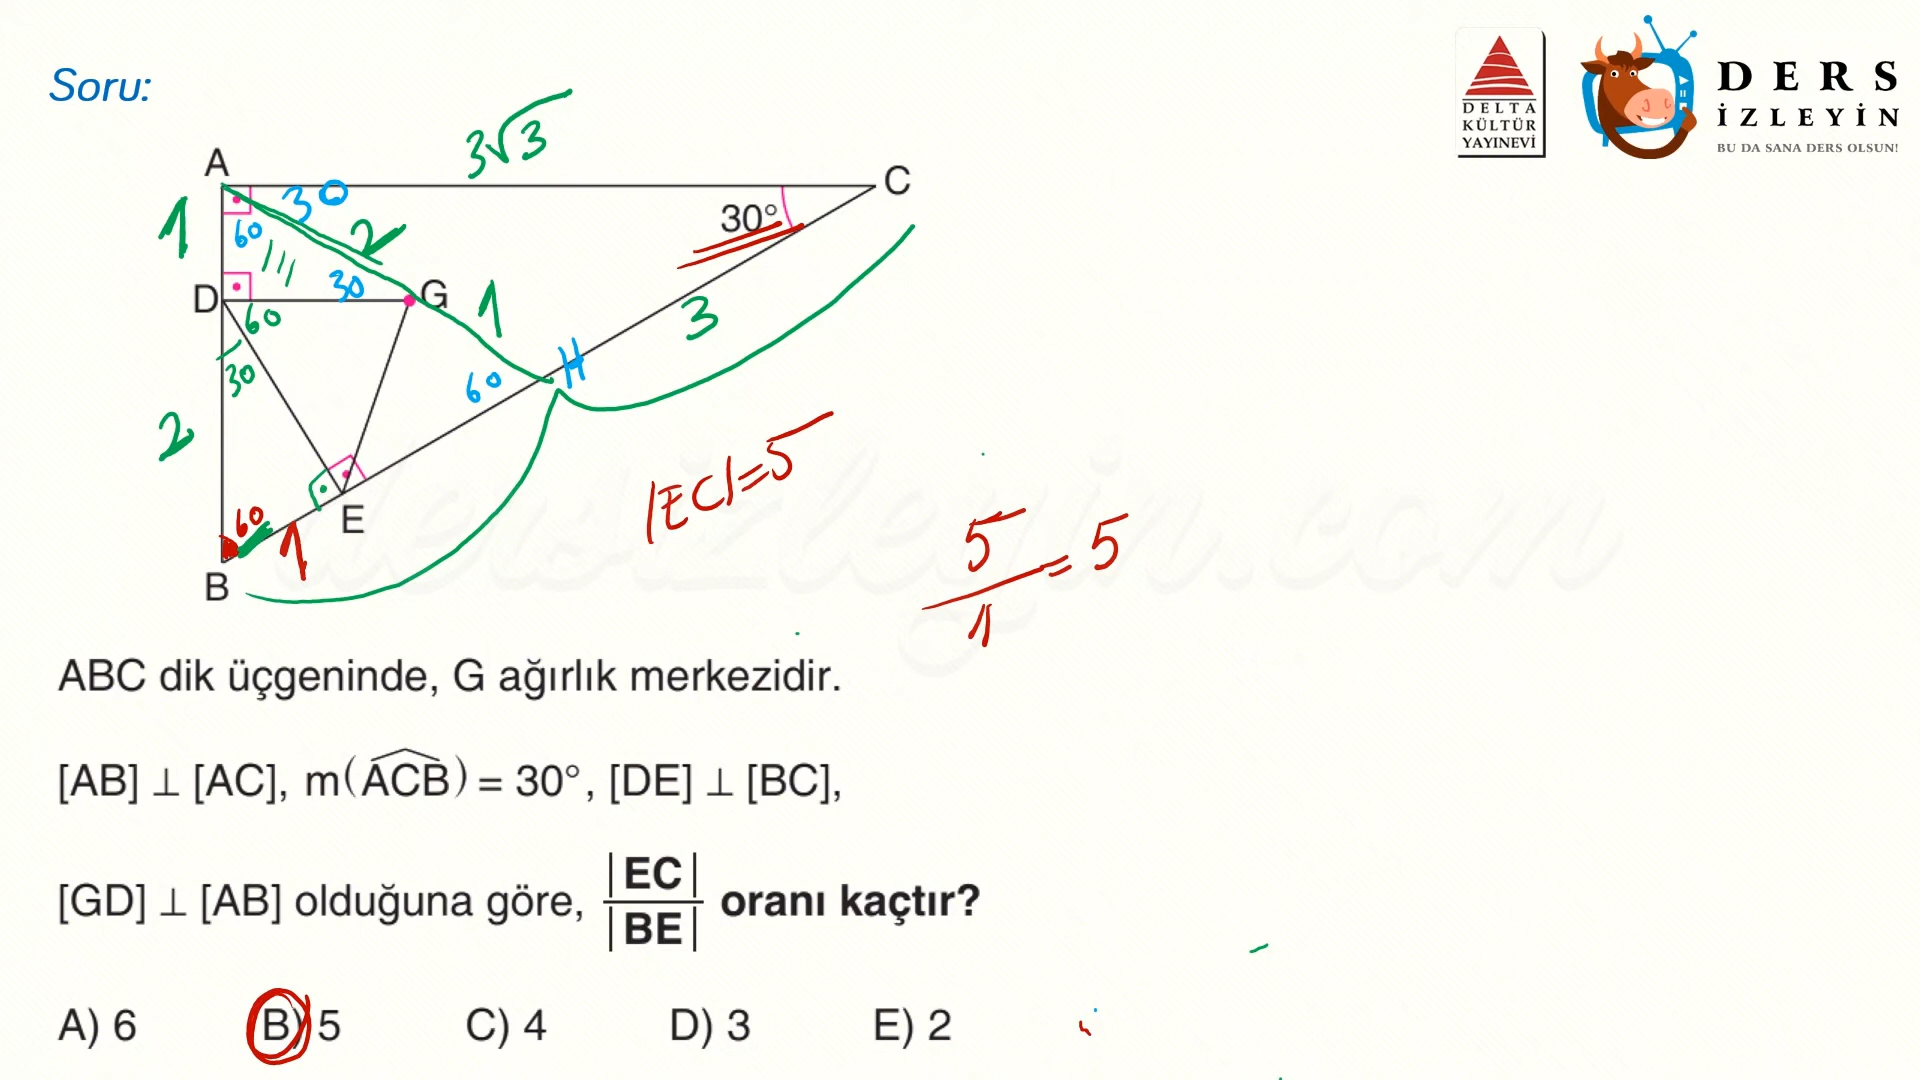 Soru:
DELTA
KÜLTÜR
YAYINEVİ
DERS
İZLEYİN
BU DA SANA DERS OLSUN!
3√3
A
C
1
30
30°
60
2
D
30
G
60
1
3
30
H
60
2
|EC|=5
5/1 = 5
60
E
1
B
dersizleyin.com
ABC dik üçgeninde, G ağırlık merkezidir.
[AB] ⊥ [AC], m(ACB) = 30°, [DE] ⊥ [BC],
[GD] ⊥ [AB] olduğuna göre, |EC| / |BE| oranı kaçtır?
A) 6 B) 5 C) 4 D) 3 E) 2